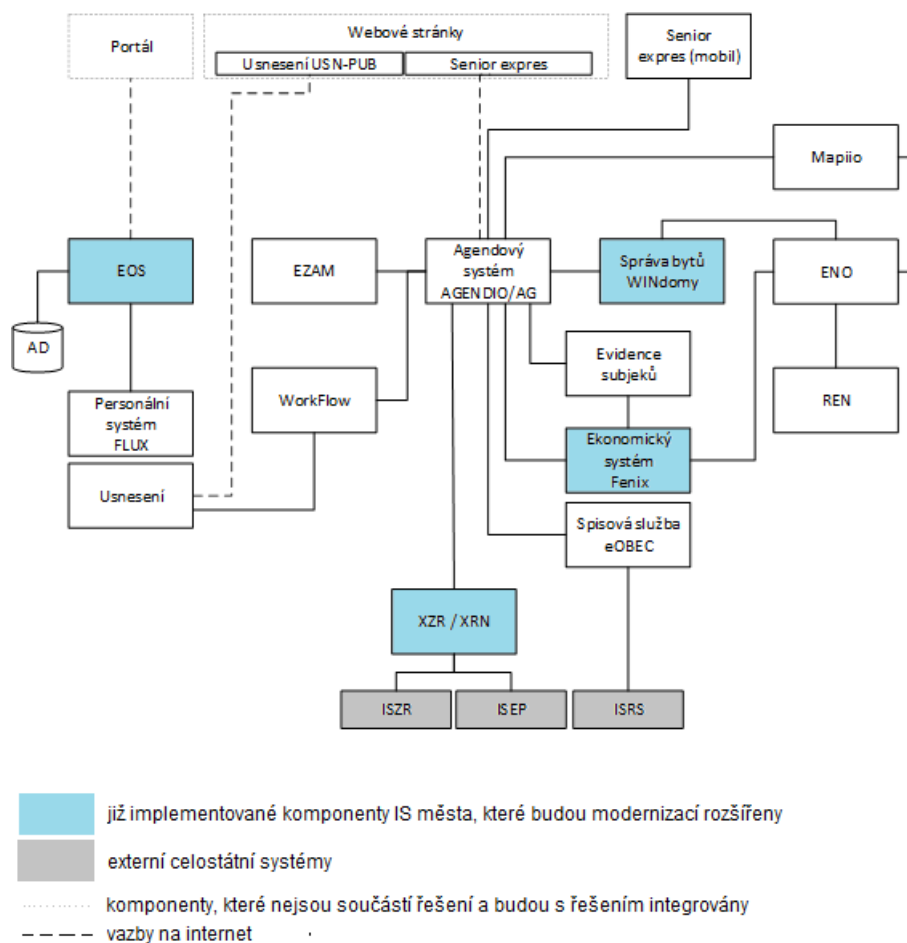 Portál
Webové stránky
Usnesení USN-PUB
Senior expres
Senior
expres (mobil)
Mapiio
EOS
EZAM
Agendový
systém
AGENDIO/AG
Správa bytů
WINdomy
ENO
AD
Evidence
subjeků
Personální
systém
FLUX
WorkFlow
REN
Ekonomický
systém
Fenix
Usnesení
Spisová služba
eOBEC
XZR / XRN
ISZR
ISEP
ISRS
již implementované komponenty IS města, které budou modernizací rozšířeny
externí celostátní systémy
komponenty, které nejsou součástí řešení a budou s řešením integrovány
vazby na internet